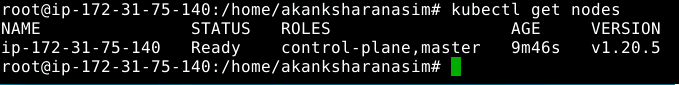 root@ip-172-31-75-140:/home/akanksharanasim# kubectl get nodes
NAME STATUS ROLES AGE VERSION
ip-172-31-75-140 Ready control-plane,master 9m46s v1.20.5
root@ip-172-31-75-140:/home/akanksharanasim#